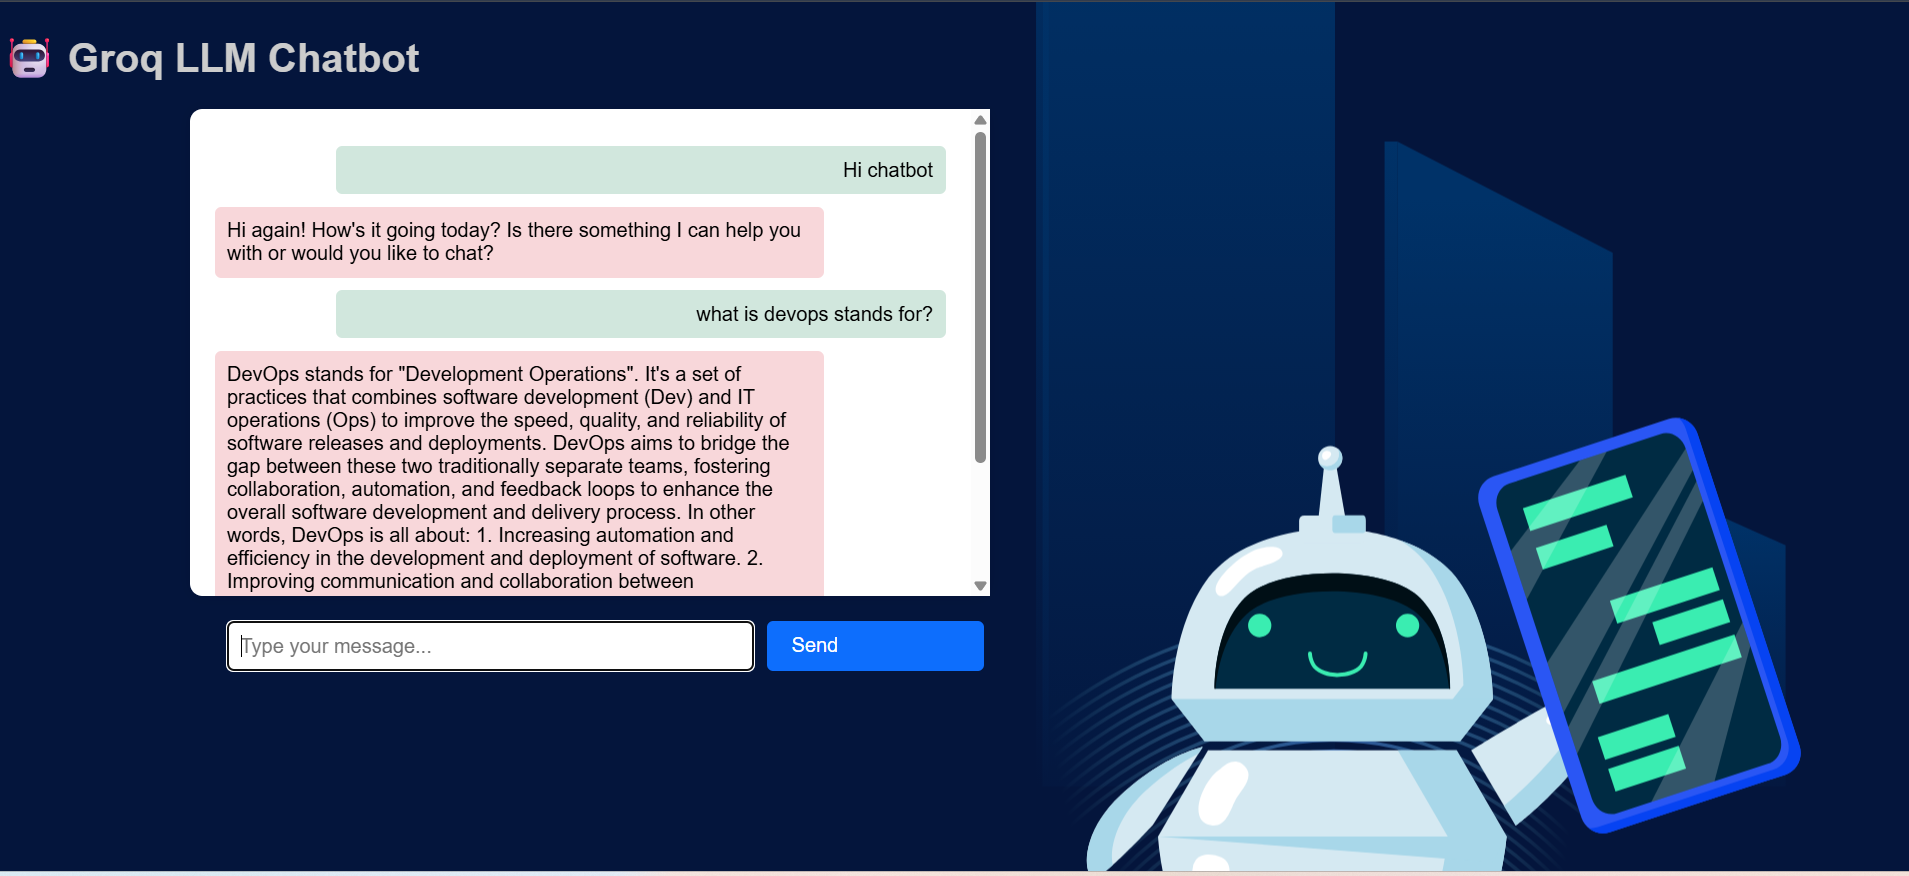 Groq LLM Chatbot
Hi chatbot
Hi again! How's it going today? Is there something I can help you
with or would you like to chat?
what is devops stands for?
DevOps stands for "Development Operations". It's a set of
practices that combines software development (Dev) and IT
operations (Ops) to improve the speed, quality, and reliability of
software releases and deployments. DevOps aims to bridge the
gap between these two traditionally separate teams, fostering
collaboration, automation, and feedback loops to enhance the
overall software development and delivery process. In other
words, DevOps is all about: 1. Increasing automation and
efficiency in the development and deployment of software. 2.
Improving communication and collaboration between
Type your message...
Send